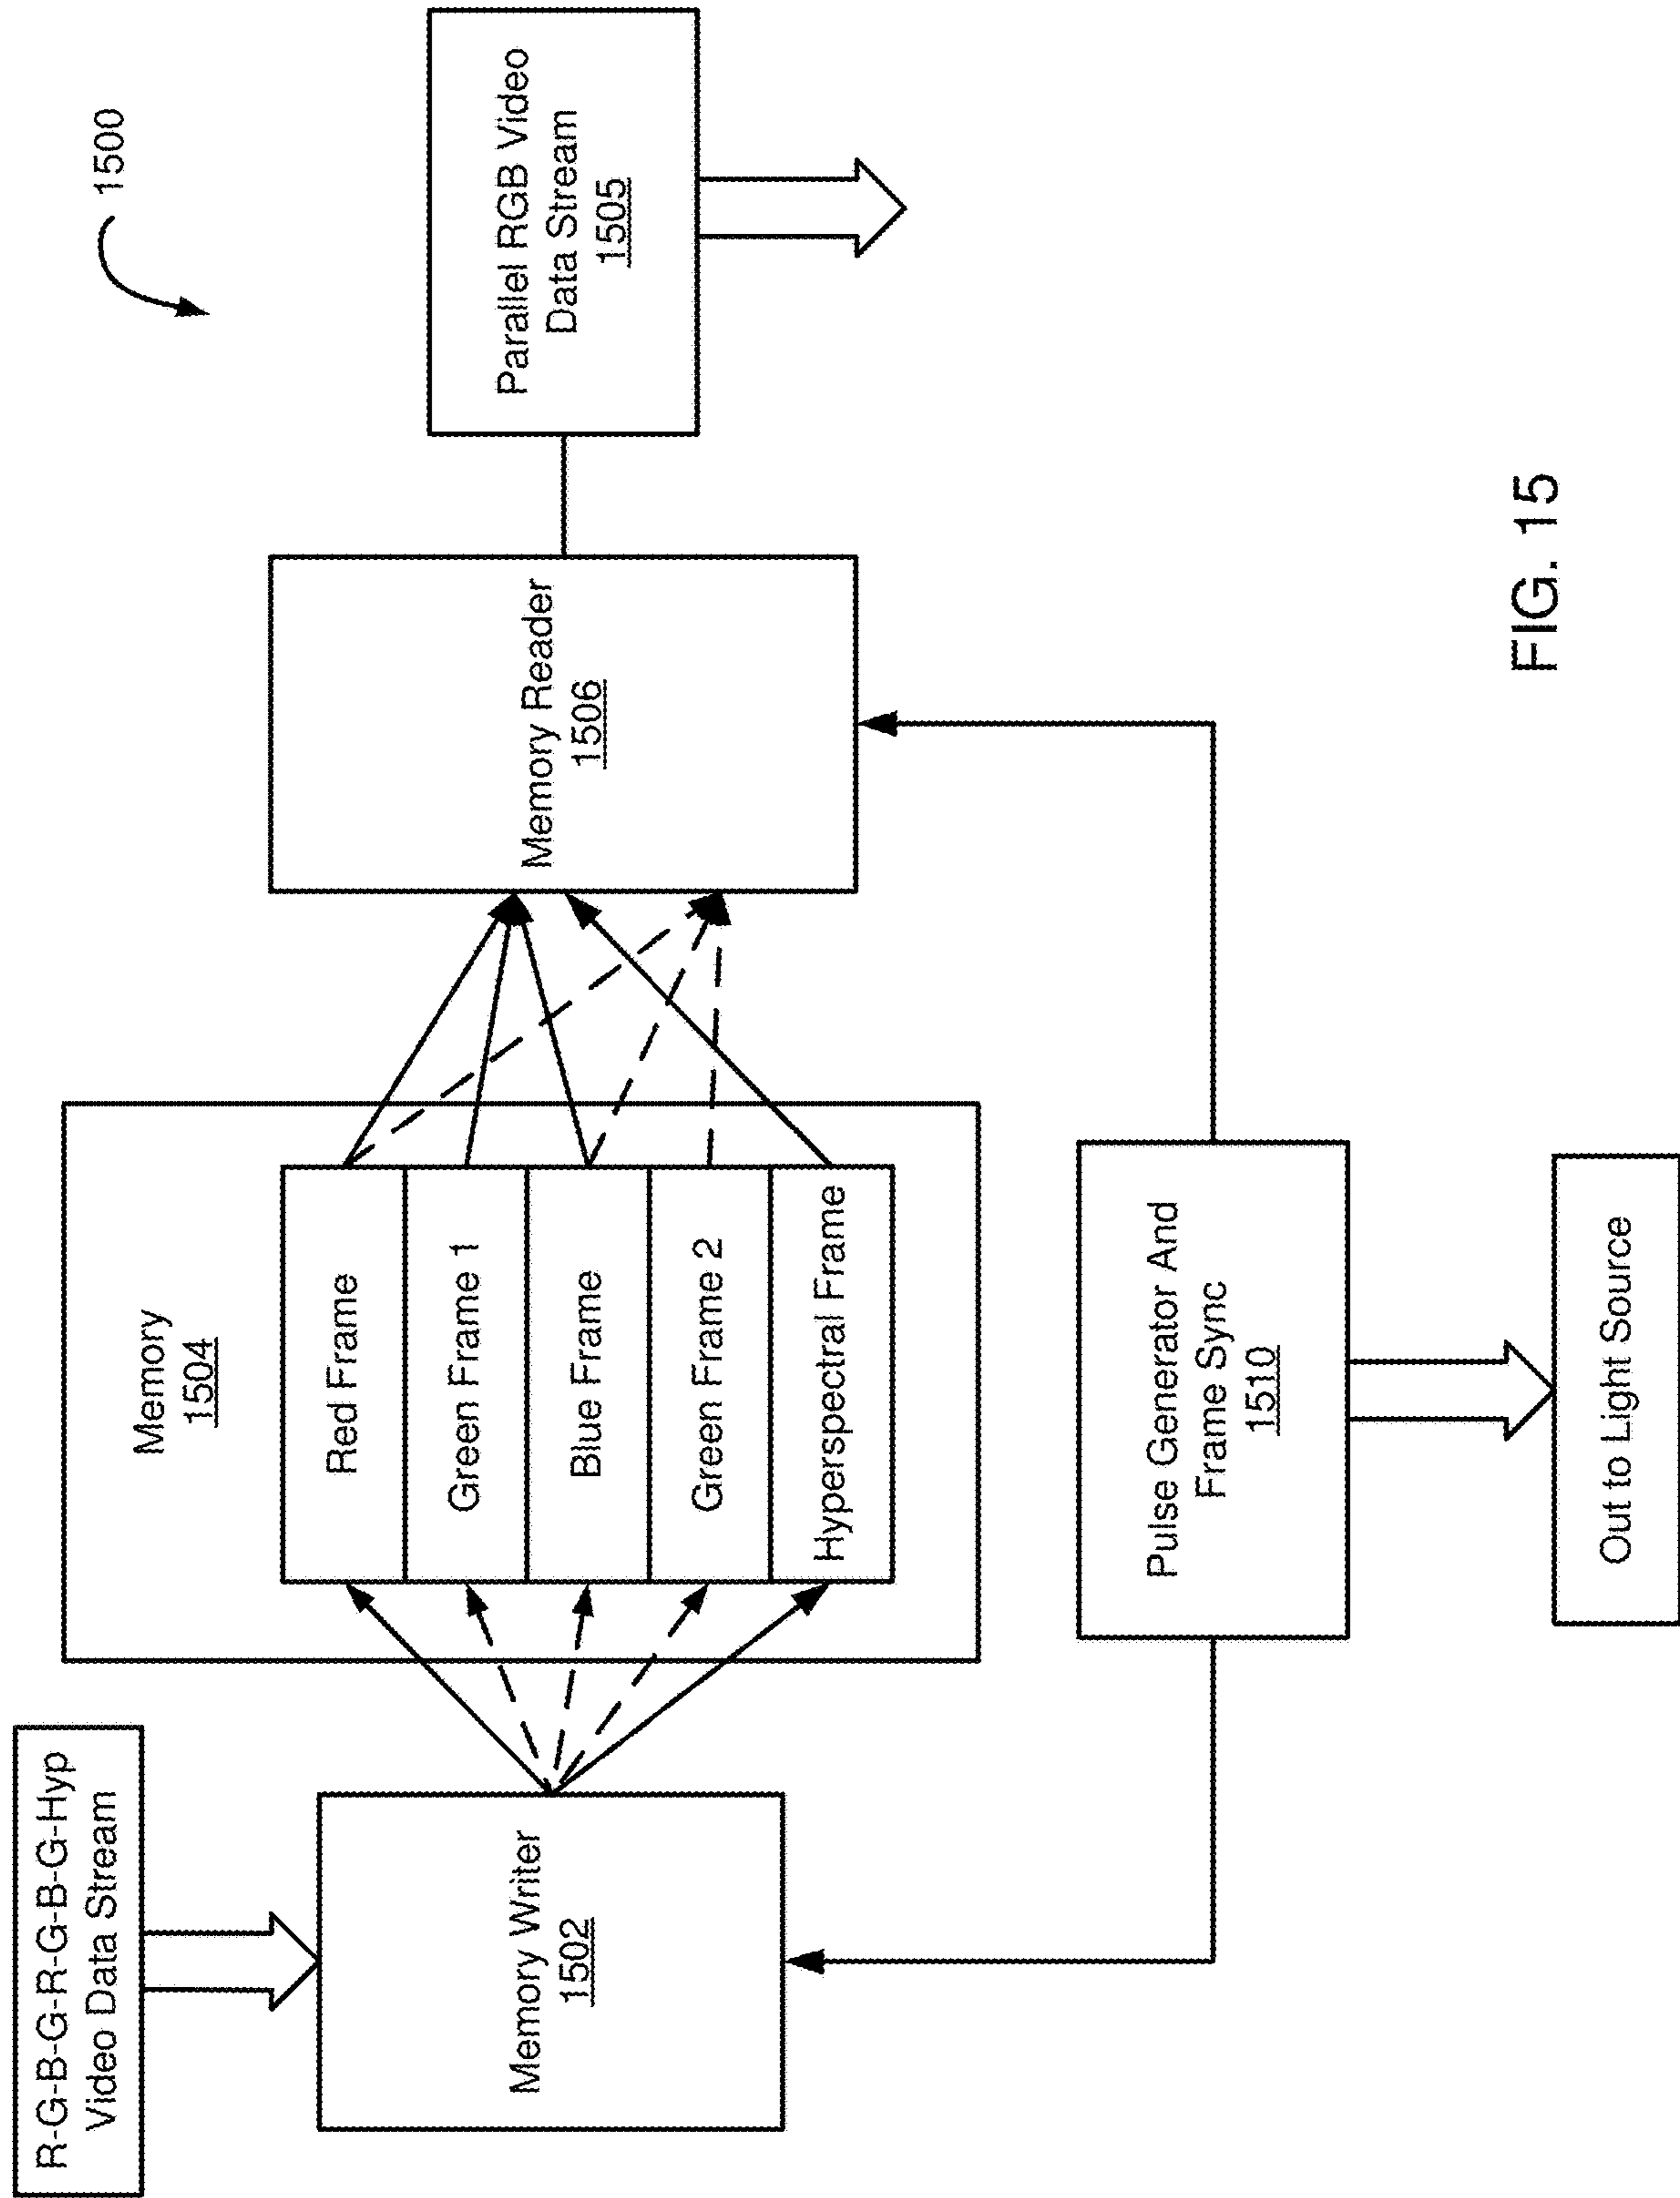 1500
R-G-B-G-R-G-B-G-Hyp
Video Data Stream
Memory Writer
1502
Memory
1504
Red Frame
Green Frame 1
Blue Frame
Green Frame 2
Hyperspectral Frame
Memory Reader
1506
Parallel RGB Video
Data Stream
1505
Pulse Generator And
Frame Sync
1510
Out to Light Source
FIG. 15